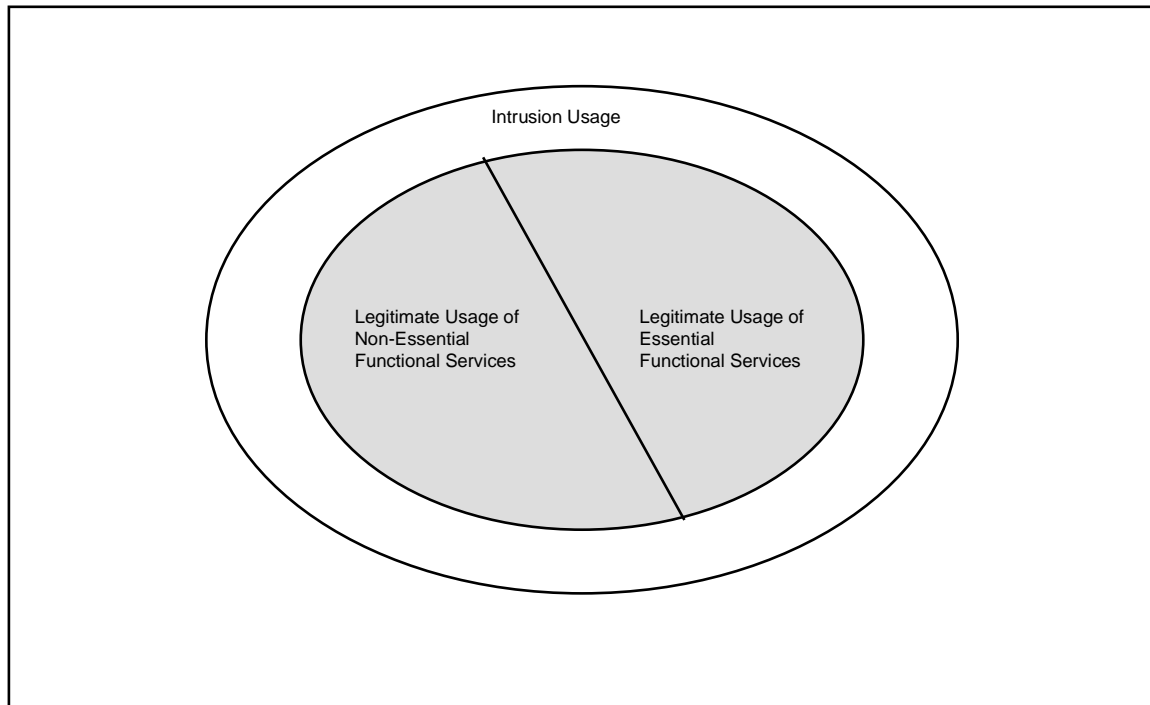 Intrusion Usage
Legitimate Usage of
Non-Essential
Functional Services
Legitimate Usage of
Essential
Functional Services